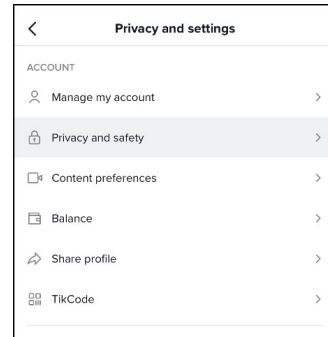 Privacy and settings
ACCOUNT
Manage my account
Privacy and safety
Content preferences
Balance
Share profile
TikCode